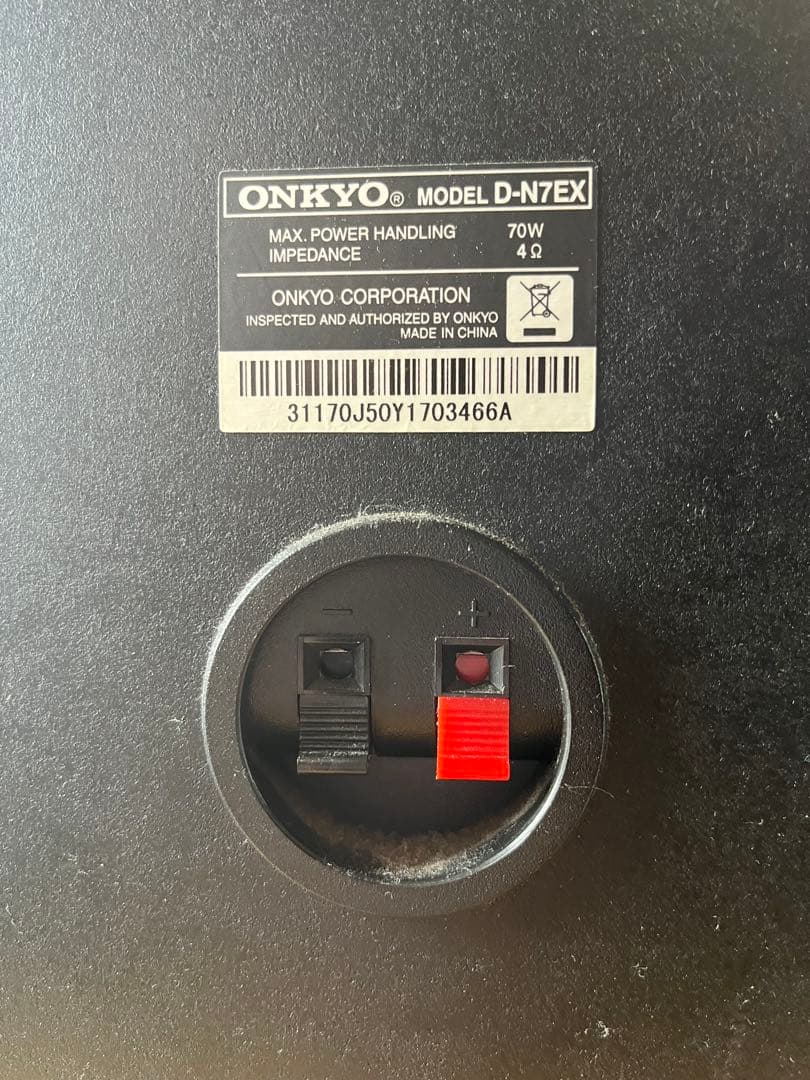 ONKYO® MODEL D-N7EX
MAX. POWER HANDLING 70W
IMPEDANCE 4Ω
ONKYO CORPORATION
INSPECTED AND AUTHORIZED BY ONKYO
MADE IN CHINA
31170J50Y1703466A
− +